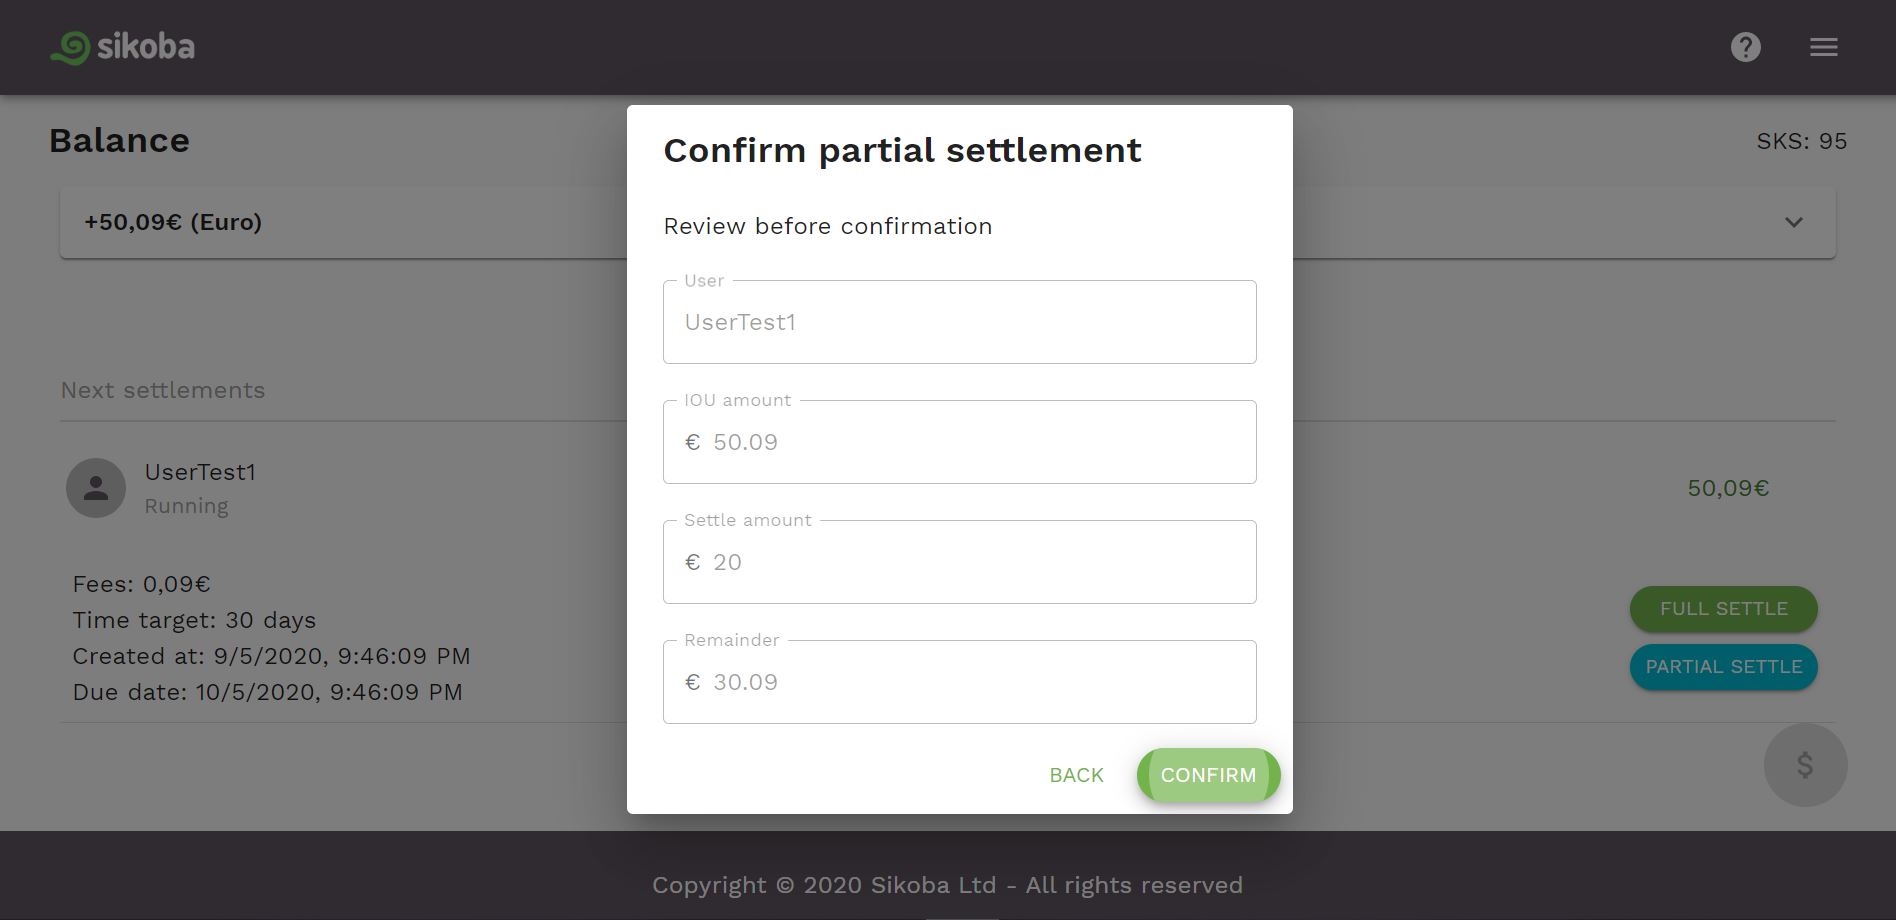 sikoba
Balance
SKS: 95
+50,09€ (Euro)
Next settlements
UserTest1
Running
50,09€
Fees: 0,09€
Time target: 30 days
Created at: 9/5/2020, 9:46:09 PM
Due date: 10/5/2020, 9:46:09 PM
FULL SETTLE
PARTIAL SETTLE
$
Confirm partial settlement
Review before confirmation
User
UserTest1
IOU amount
€ 50.09
Settle amount
€ 20
Remainder
€ 30.09
BACK
CONFIRM
Copyright © 2020 Sikoba Ltd - All rights reserved